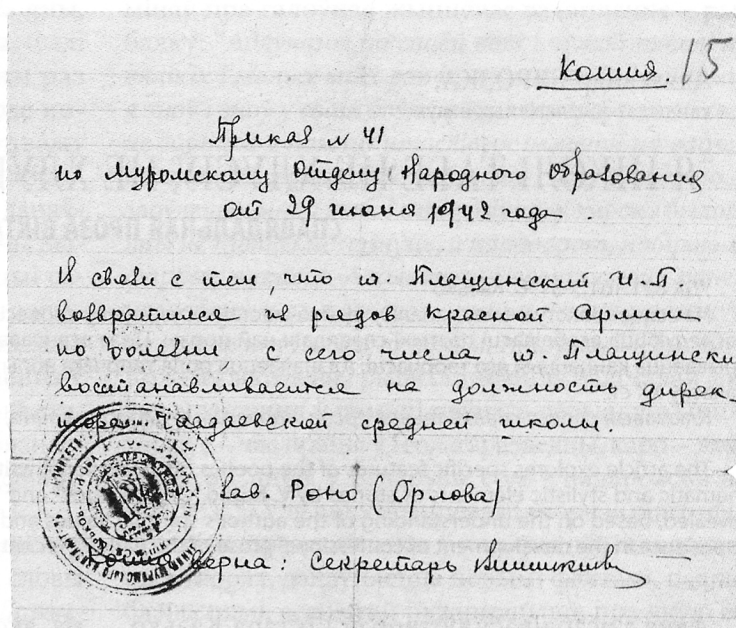 Копия. 15
Приказ № 41
по Муромскому отделу Народного Образования
от 29 июня 1942 года.
В связи с тем, что т. Плащинский И.П
возвратился из рядов Красной Армии
по болезни с сего числа т. Плащински
восстанавливается на должность дирек-
тора средней школы.
Зав. Роно (Орлова)
Копия верна: Секретарь